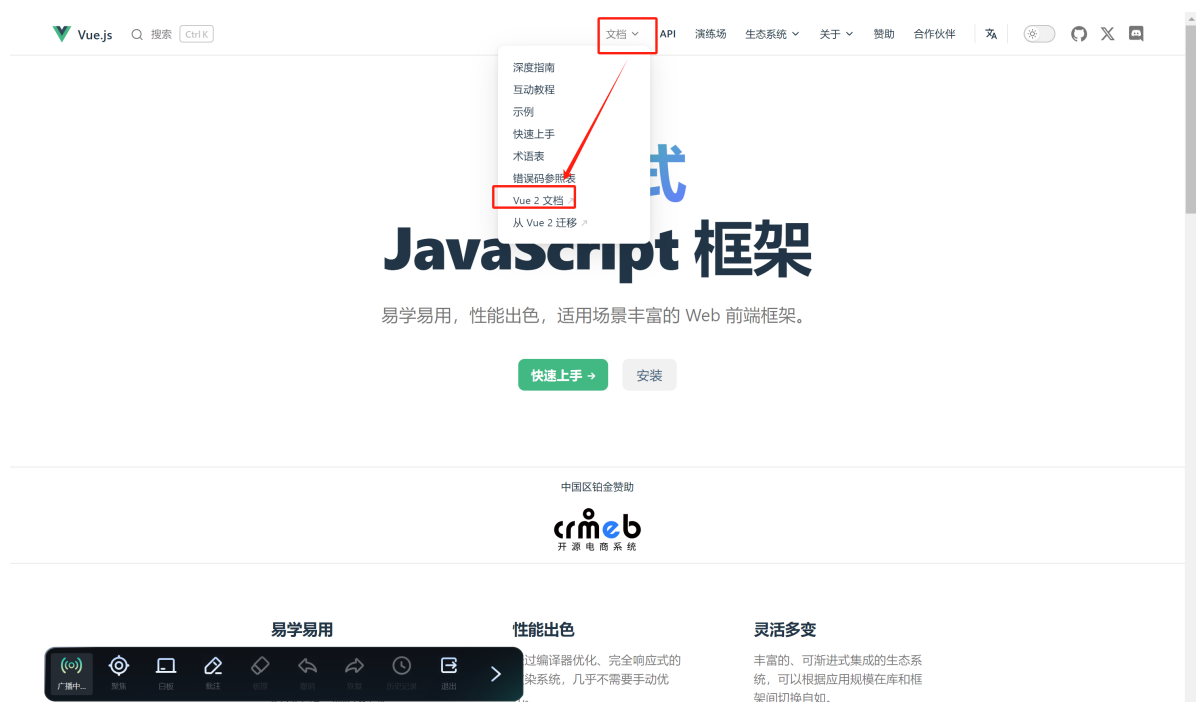 Vue.js 搜索 Ctrl K 文档 API 演练场 生态系统 关于 赞助 合作伙伴
深度指南
互动教程
示例
快速上手
术语表
错误码参照表
Vue 2 文档
从 Vue 2 迁移
式
JavaScript 框架
易学易用，性能出色，适用场景丰富的 Web 前端框架。
快速上手 → 安装
中国区铂金赞助
crmeb
开源电商系统
易学易用 性能出色 灵活多变
过编译器优化、完全响应式的 丰富的、可渐进式集成的生态系
染系统，几乎不需要手动优 统，可以根据应用规模在库和框
架间切换自如。
广播中... 聚焦 白板 批注 退出